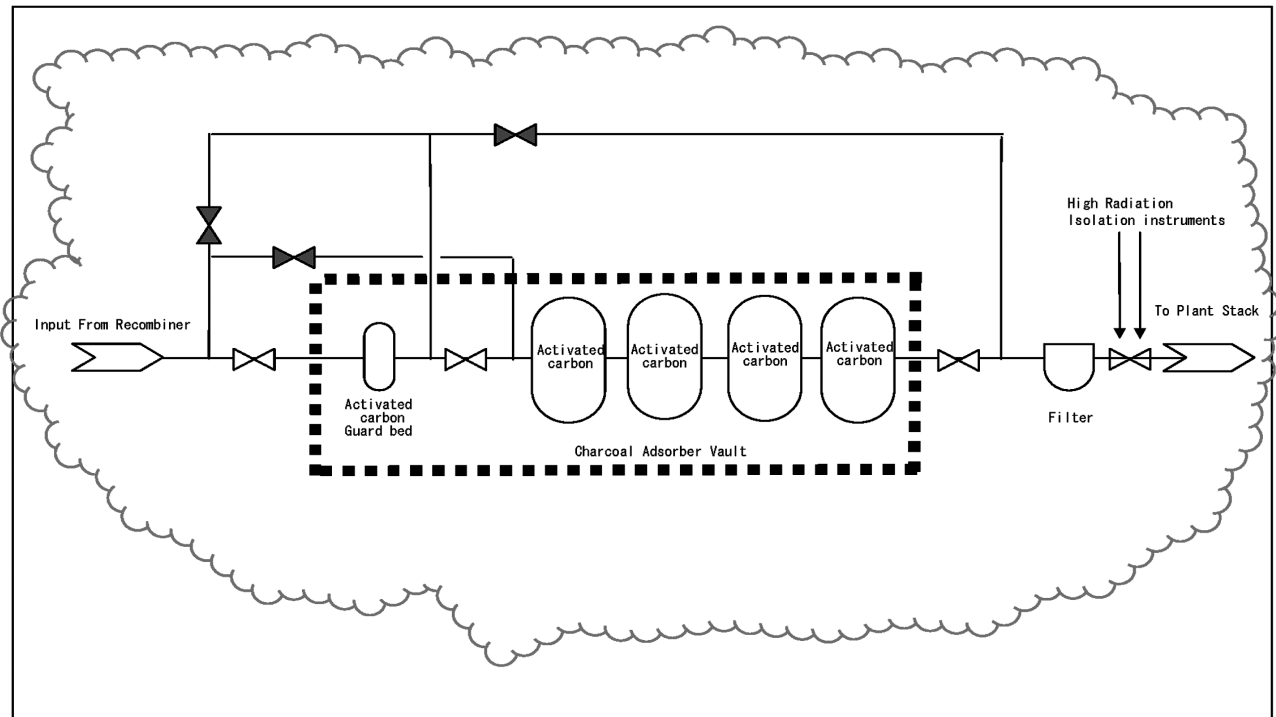 High Radiation
Isolation instruments
Input From Recombiner
To Plant Stack
Activated
carbon
Guard bed
Activated
carbon
Activated
carbon
Activated
carbon
Activated
carbon
Filter
Charcoal Adsorber Vault